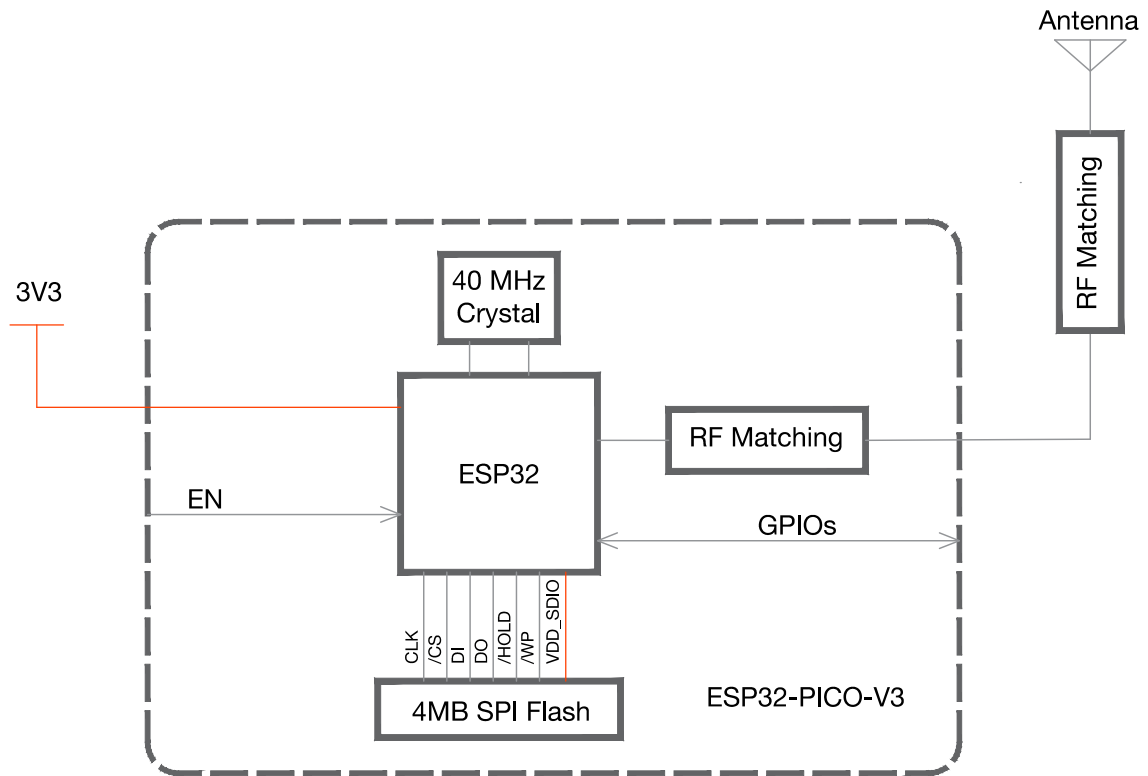 Antenna
RF Matching
3V3
40 MHz
Crystal
RF Matching
ESP32
EN
GPIOs
CLK
/CS
DI
DO
/HOLD
/WP
VDD_SDIO
4MB SPI Flash
ESP32-PICO-V3